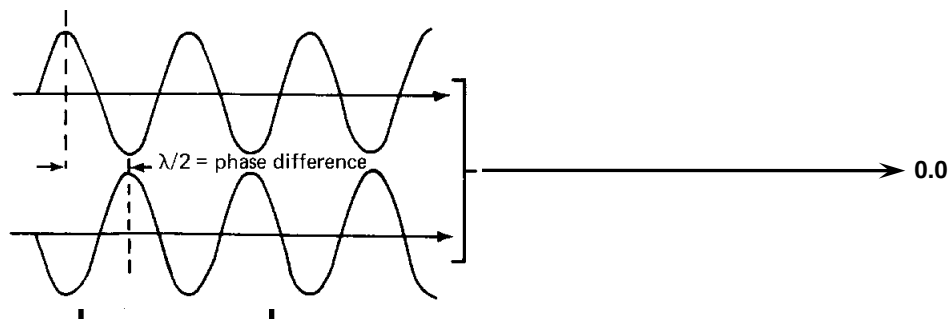 λ/2 = phase difference
0.0